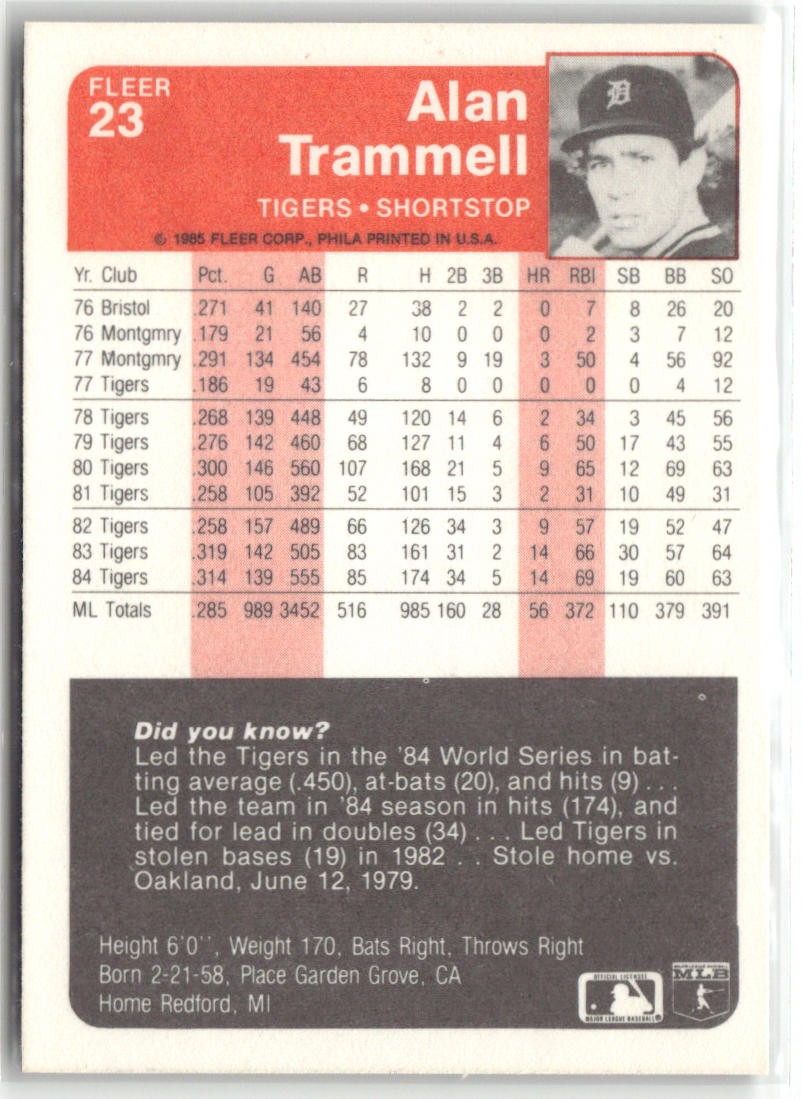 FLEER
23
Alan
Trammell
TIGERS • SHORTSTOP
© 1985 FLEER CORP., PHILA PRINTED IN U.S.A.
D
Yr. Club Pct. G AB R H 2B 3B HR RBI SB BB SO
76 Bristol .271 41 140 27 38 2 2 0 7 8 26 20
76 Montgmry .179 21 56 4 10 0 0 0 2 3 7 12
77 Montgmry .291 134 454 78 132 9 19 3 50 4 56 92
77 Tigers .186 19 43 6 8 0 0 0 0 0 4 12
78 Tigers .268 139 448 49 120 14 6 2 34 3 45 56
79 Tigers .276 142 460 68 127 11 4 6 50 17 43 55
80 Tigers .300 146 560 107 168 21 5 9 65 12 69 63
81 Tigers .258 105 392 52 101 15 3 2 31 10 49 31
82 Tigers .258 157 489 66 126 34 3 9 57 19 52 47
83 Tigers .319 142 505 83 161 31 2 14 66 30 57 64
84 Tigers .314 139 555 85 174 34 5 14 69 19 60 63
ML Totals .285 989 3452 516 985 160 28 56 372 110 379 391
Did you know?
Led the Tigers in the '84 World Series in bat-
ting average (.450), at-bats (20), and hits (9) . . .
Led the team in '84 season in hits (174), and
tied for lead in doubles (34) . . . Led Tigers in
stolen bases (19) in 1982 . . Stole home vs.
Oakland, June 12, 1979.
Height 6'0'', Weight 170, Bats Right, Throws Right
Born 2-21-58, Place Garden Grove, CA
Home Redford, MI
OFFICIAL LICENSEE
MAJOR LEAGUE BASEBALL
MLB